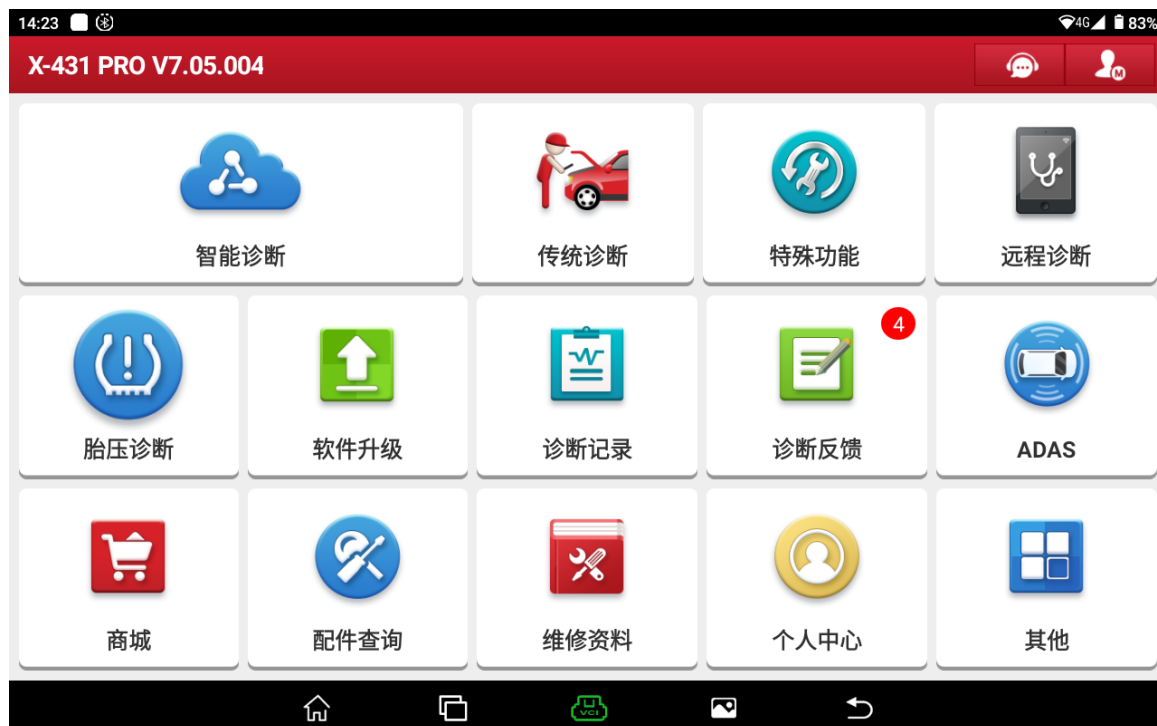 14:23 4G 83%
X-431 PRO V7.05.004
M
智能诊断 传统诊断 特殊功能 远程诊断
4
胎压诊断 软件升级 诊断记录 诊断反馈 ADAS
商城 配件查询 维修资料 个人中心 其他
VCI